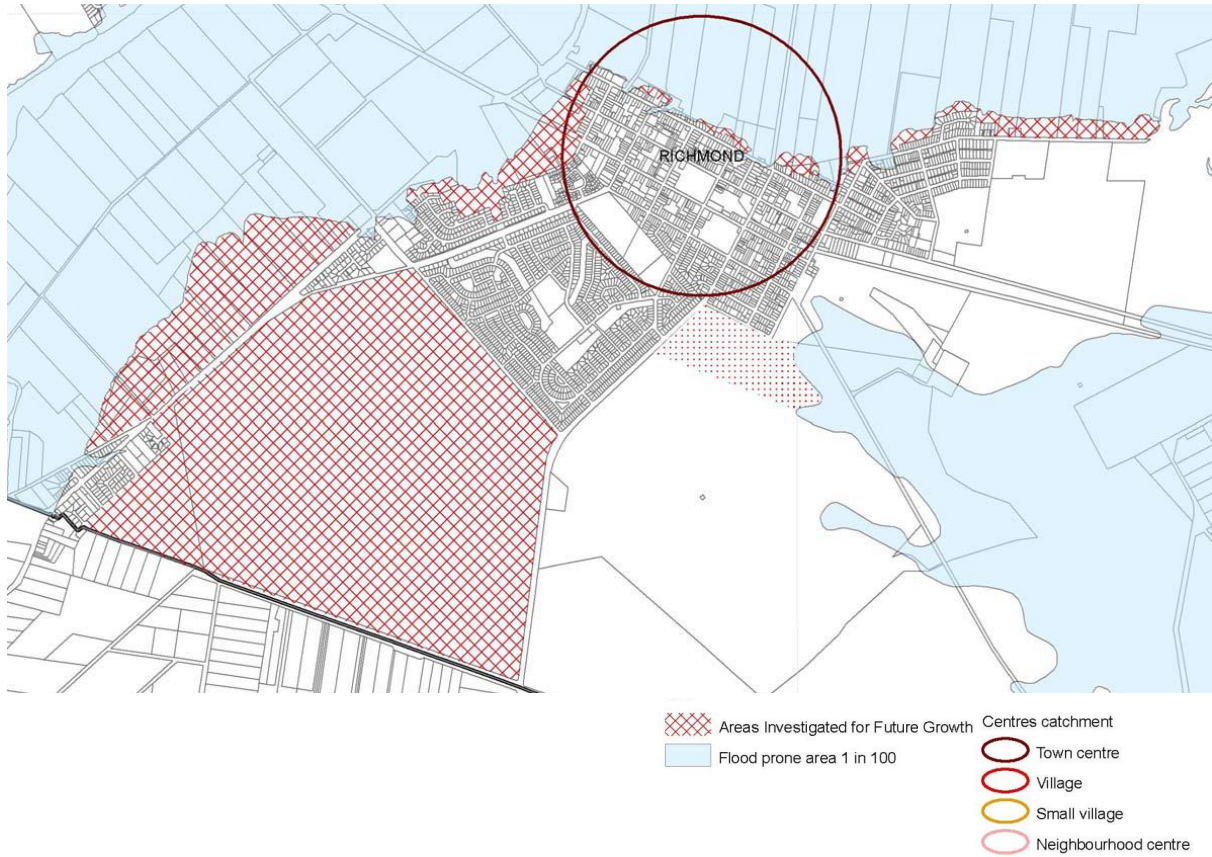 RICHMOND
Areas Investigated for Future Growth
Flood prone area 1 in 100
Centres catchment
Town centre
Village
Small village
Neighbourhood centre